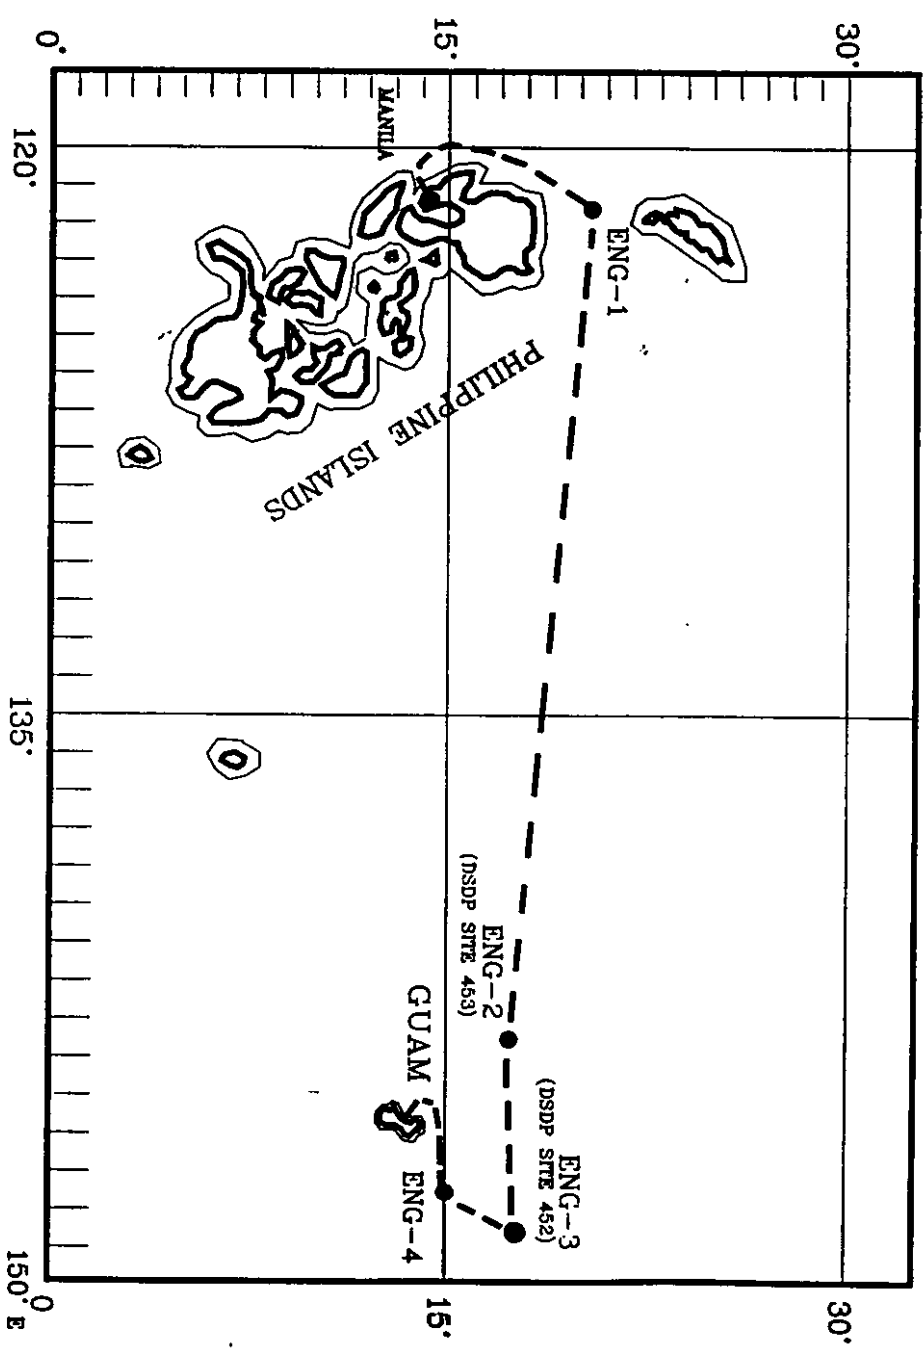 30°
30°
15°
15°
0°
0
120°
135°
150° E
MANILA
ENG-1
PHILIPPINE ISLANDS
ENG-2
(DSDP SITE 453)
ENG-3
(DSDP SITE 452)
GUAM
ENG-4